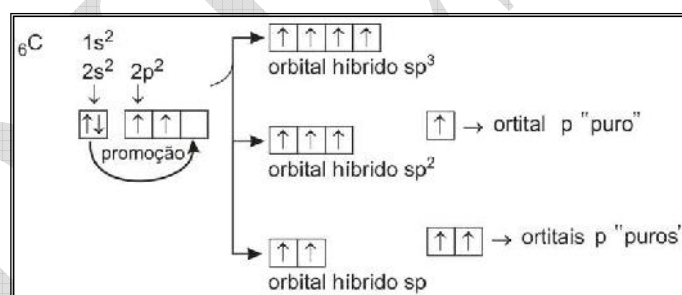 ₆C 1s²
2s² 2p²
↑↓ ↑ ↑
promoção
↑ ↑ ↑ ↑
orbital híbrido sp³
↑ ↑ ↑
orbital híbrido sp²
↑ → ortital p "puro"
↑ ↑
orbital híbrido sp
↑ ↑ → ortitais p "puros"